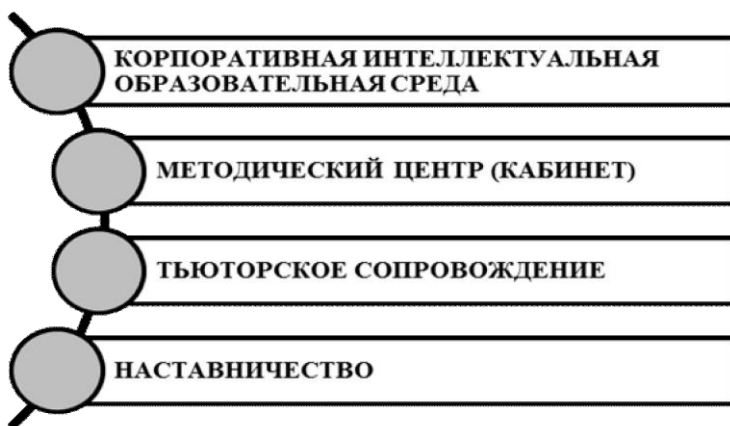 КОРПОРАТИВНАЯ ИНТЕЛЛЕКТУАЛЬНАЯ
ОБРАЗОВАТЕЛЬНАЯ СРЕДА
МЕТОДИЧЕСКИЙ ЦЕНТР (КАБИНЕТ)
ТЬЮТОРСКОЕ СОПРОВОЖДЕНИЕ
НАСТАВНИЧЕСТВО